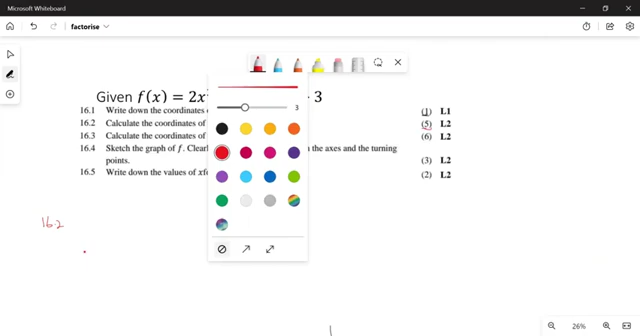 Microsoft Whiteboard
factorise
Given f(x) = 2x 3
3
16.1 Write down the coordinates (1) L1
16.2 Calculate the coordinates of (5) L2
16.3 Calculate the coordinates of (6) L2
16.4 Sketch the graph of f. the axes and the turning
points. (3) L2
16.5 Write down the values of (2) L2
16.2
26%